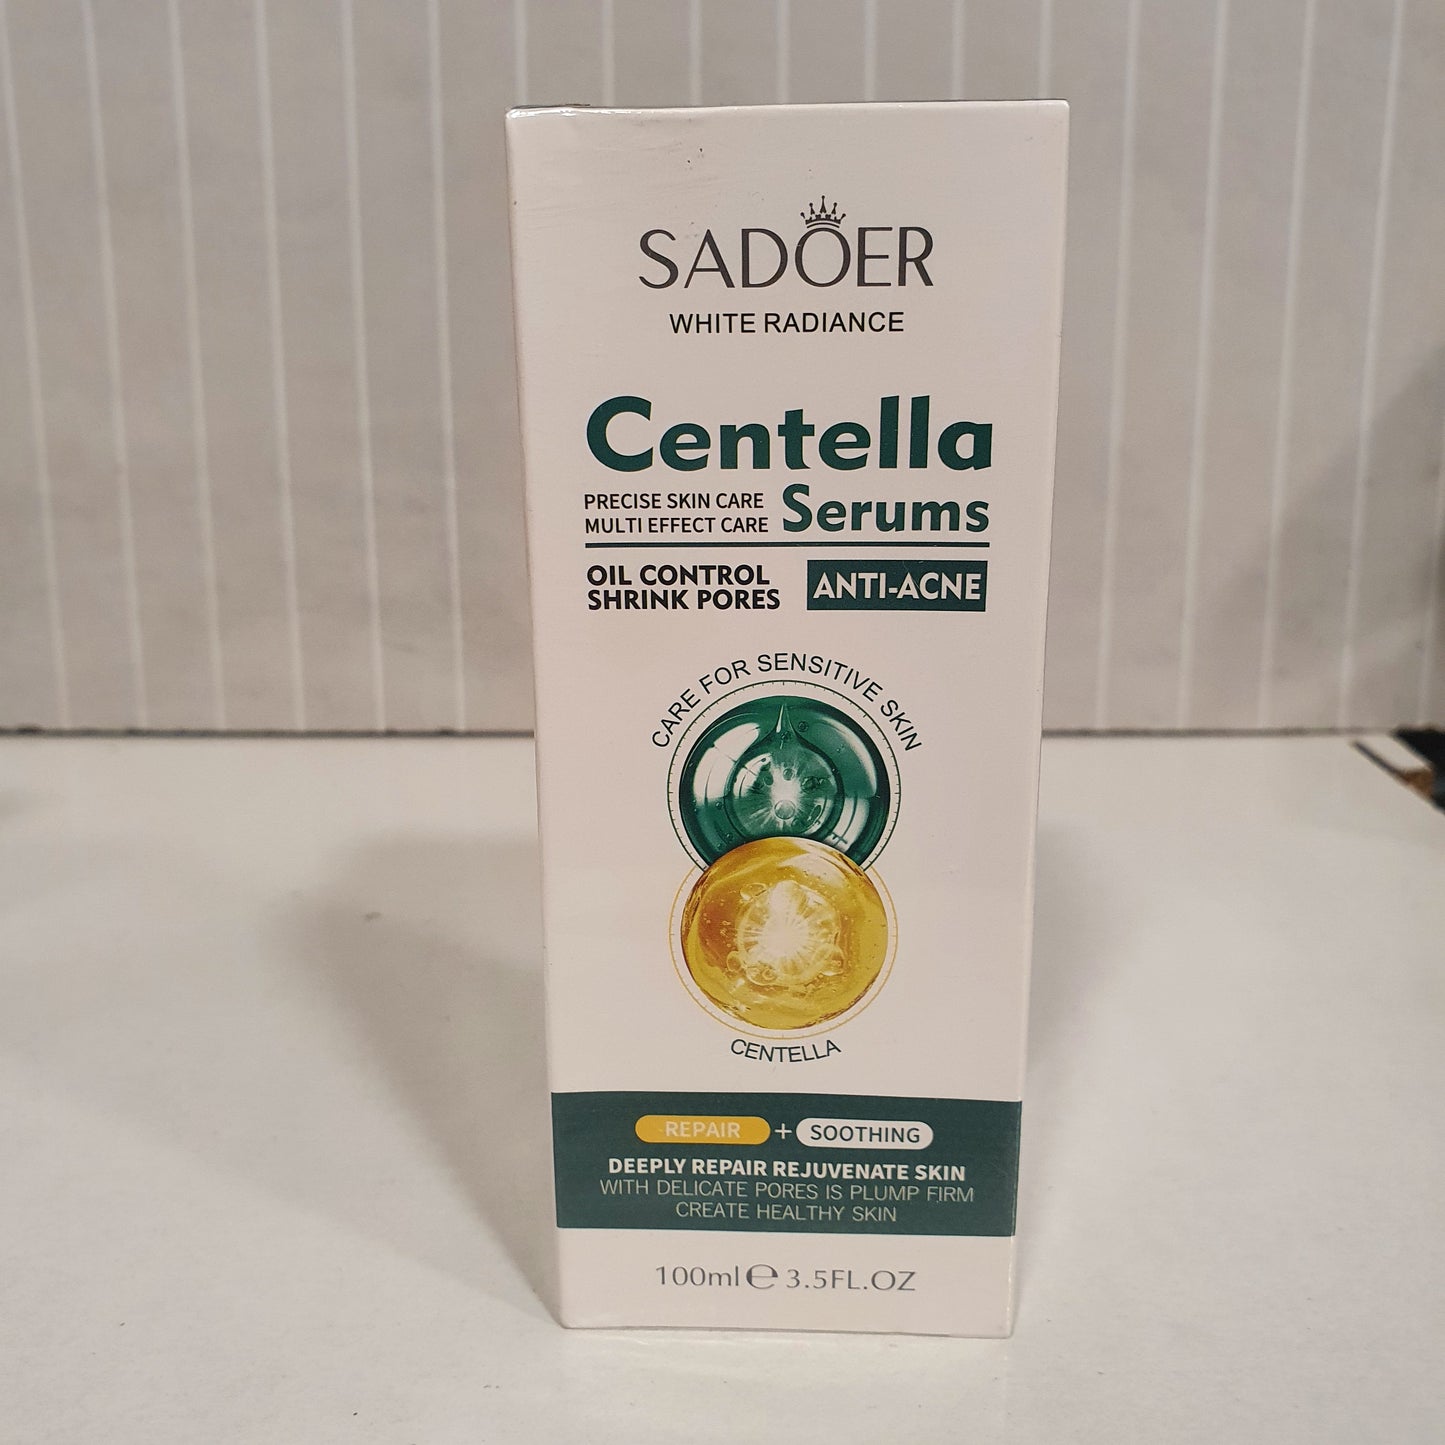 SADOER
WHITE RADIANCE
Centella
PRECISE SKIN CARE
MULTI EFFECT CARE
Serums
OIL CONTROL
SHRINK PORES
ANTI-ACNE
CARE FOR SENSITIVE SKIN
CENTELLA
REPAIR + SOOTHING
DEEPLY REPAIR REJUVENATE SKIN
WITH DELICATE PORES IS PLUMP FIRM
CREATE HEALTHY SKIN
100ml ℮ 3.5FL.OZ